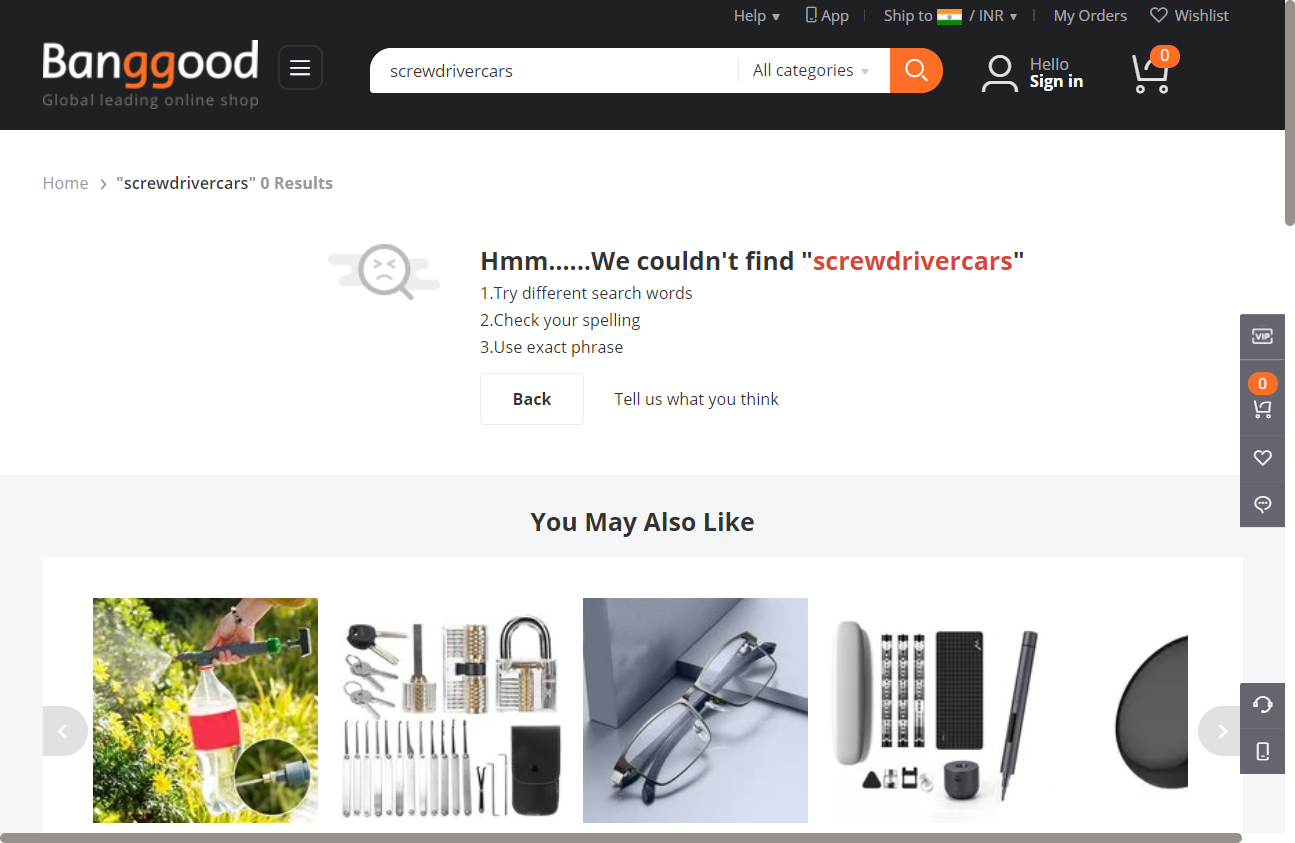 Help
App
Ship to / INR
My Orders
Wishlist
Banggood
Global leading online shop
screwdrivercars
All categories
Hello
Sign in
0
Home > "screwdrivercars" 0 Results
Hmm......We couldn't find "screwdrivercars"
1.Try different search words
2.Check your spelling
3.Use exact phrase
Back
Tell us what you think
VIP
0
You May Also Like